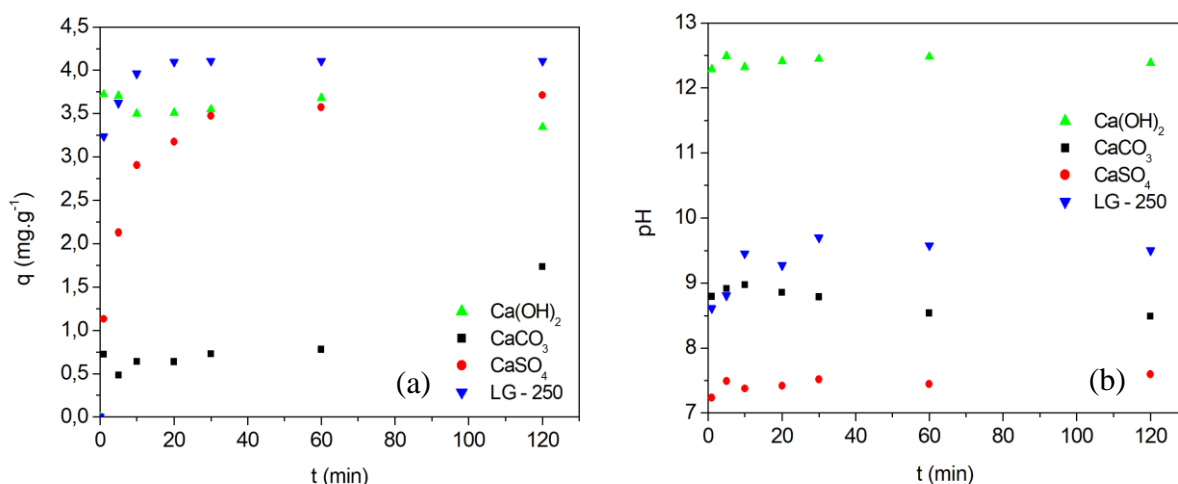 4,5
4,0
3,5
3,0
2,5
2,0
1,5
1,0
0,5
0,0
q (mg.g⁻¹)
0 20 40 60 80 100 120
t (min)
Ca(OH)₂
CaCO₃
CaSO₄
LG - 250
(a)
13
12
11
10
9
8
7
pH
0 20 40 60 80 100 120
t (min)
Ca(OH)₂
CaCO₃
CaSO₄
LG - 250
(b)